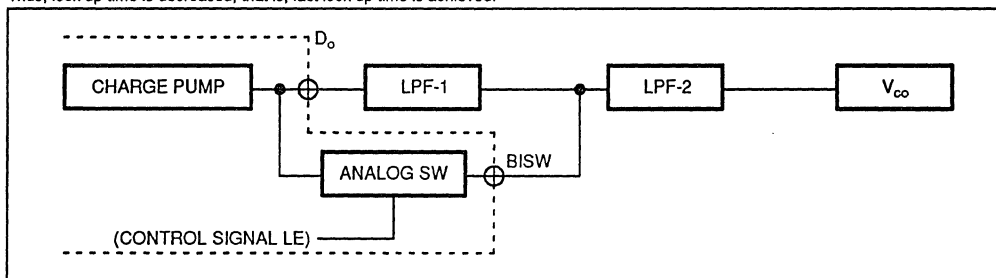 Thus, lock up time is decreased, that is, fast lock up time is achieved.
Do
CHARGE PUMP
LPF-1
LPF-2
Vco
ANALOG SW
BISW
(CONTROL SIGNAL LE)